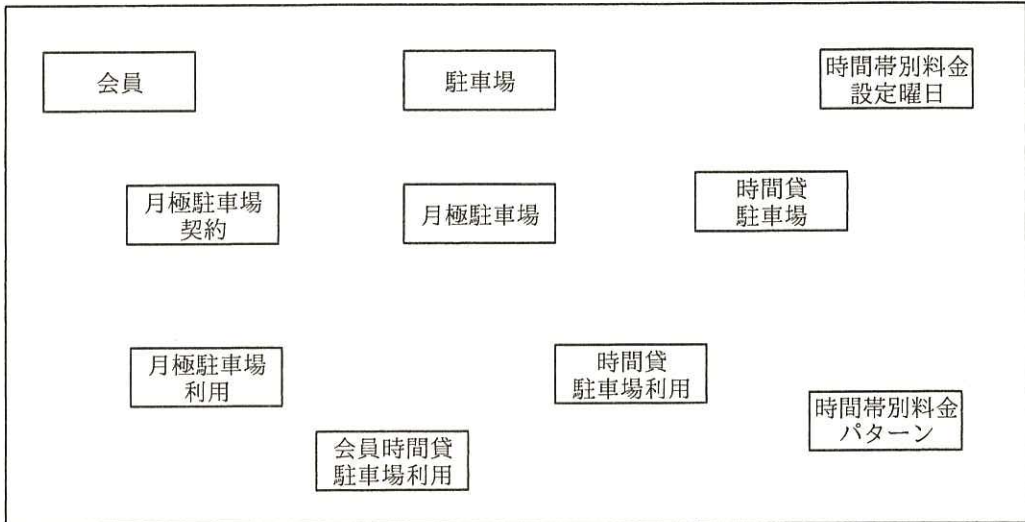 会員
駐車場
時間帯別料金
設定曜日
月極駐車場
契約
月極駐車場
時間貸
駐車場
月極駐車場
利用
時間貸
駐車場利用
時間帯別料金
パターン
会員時間貸
駐車場利用